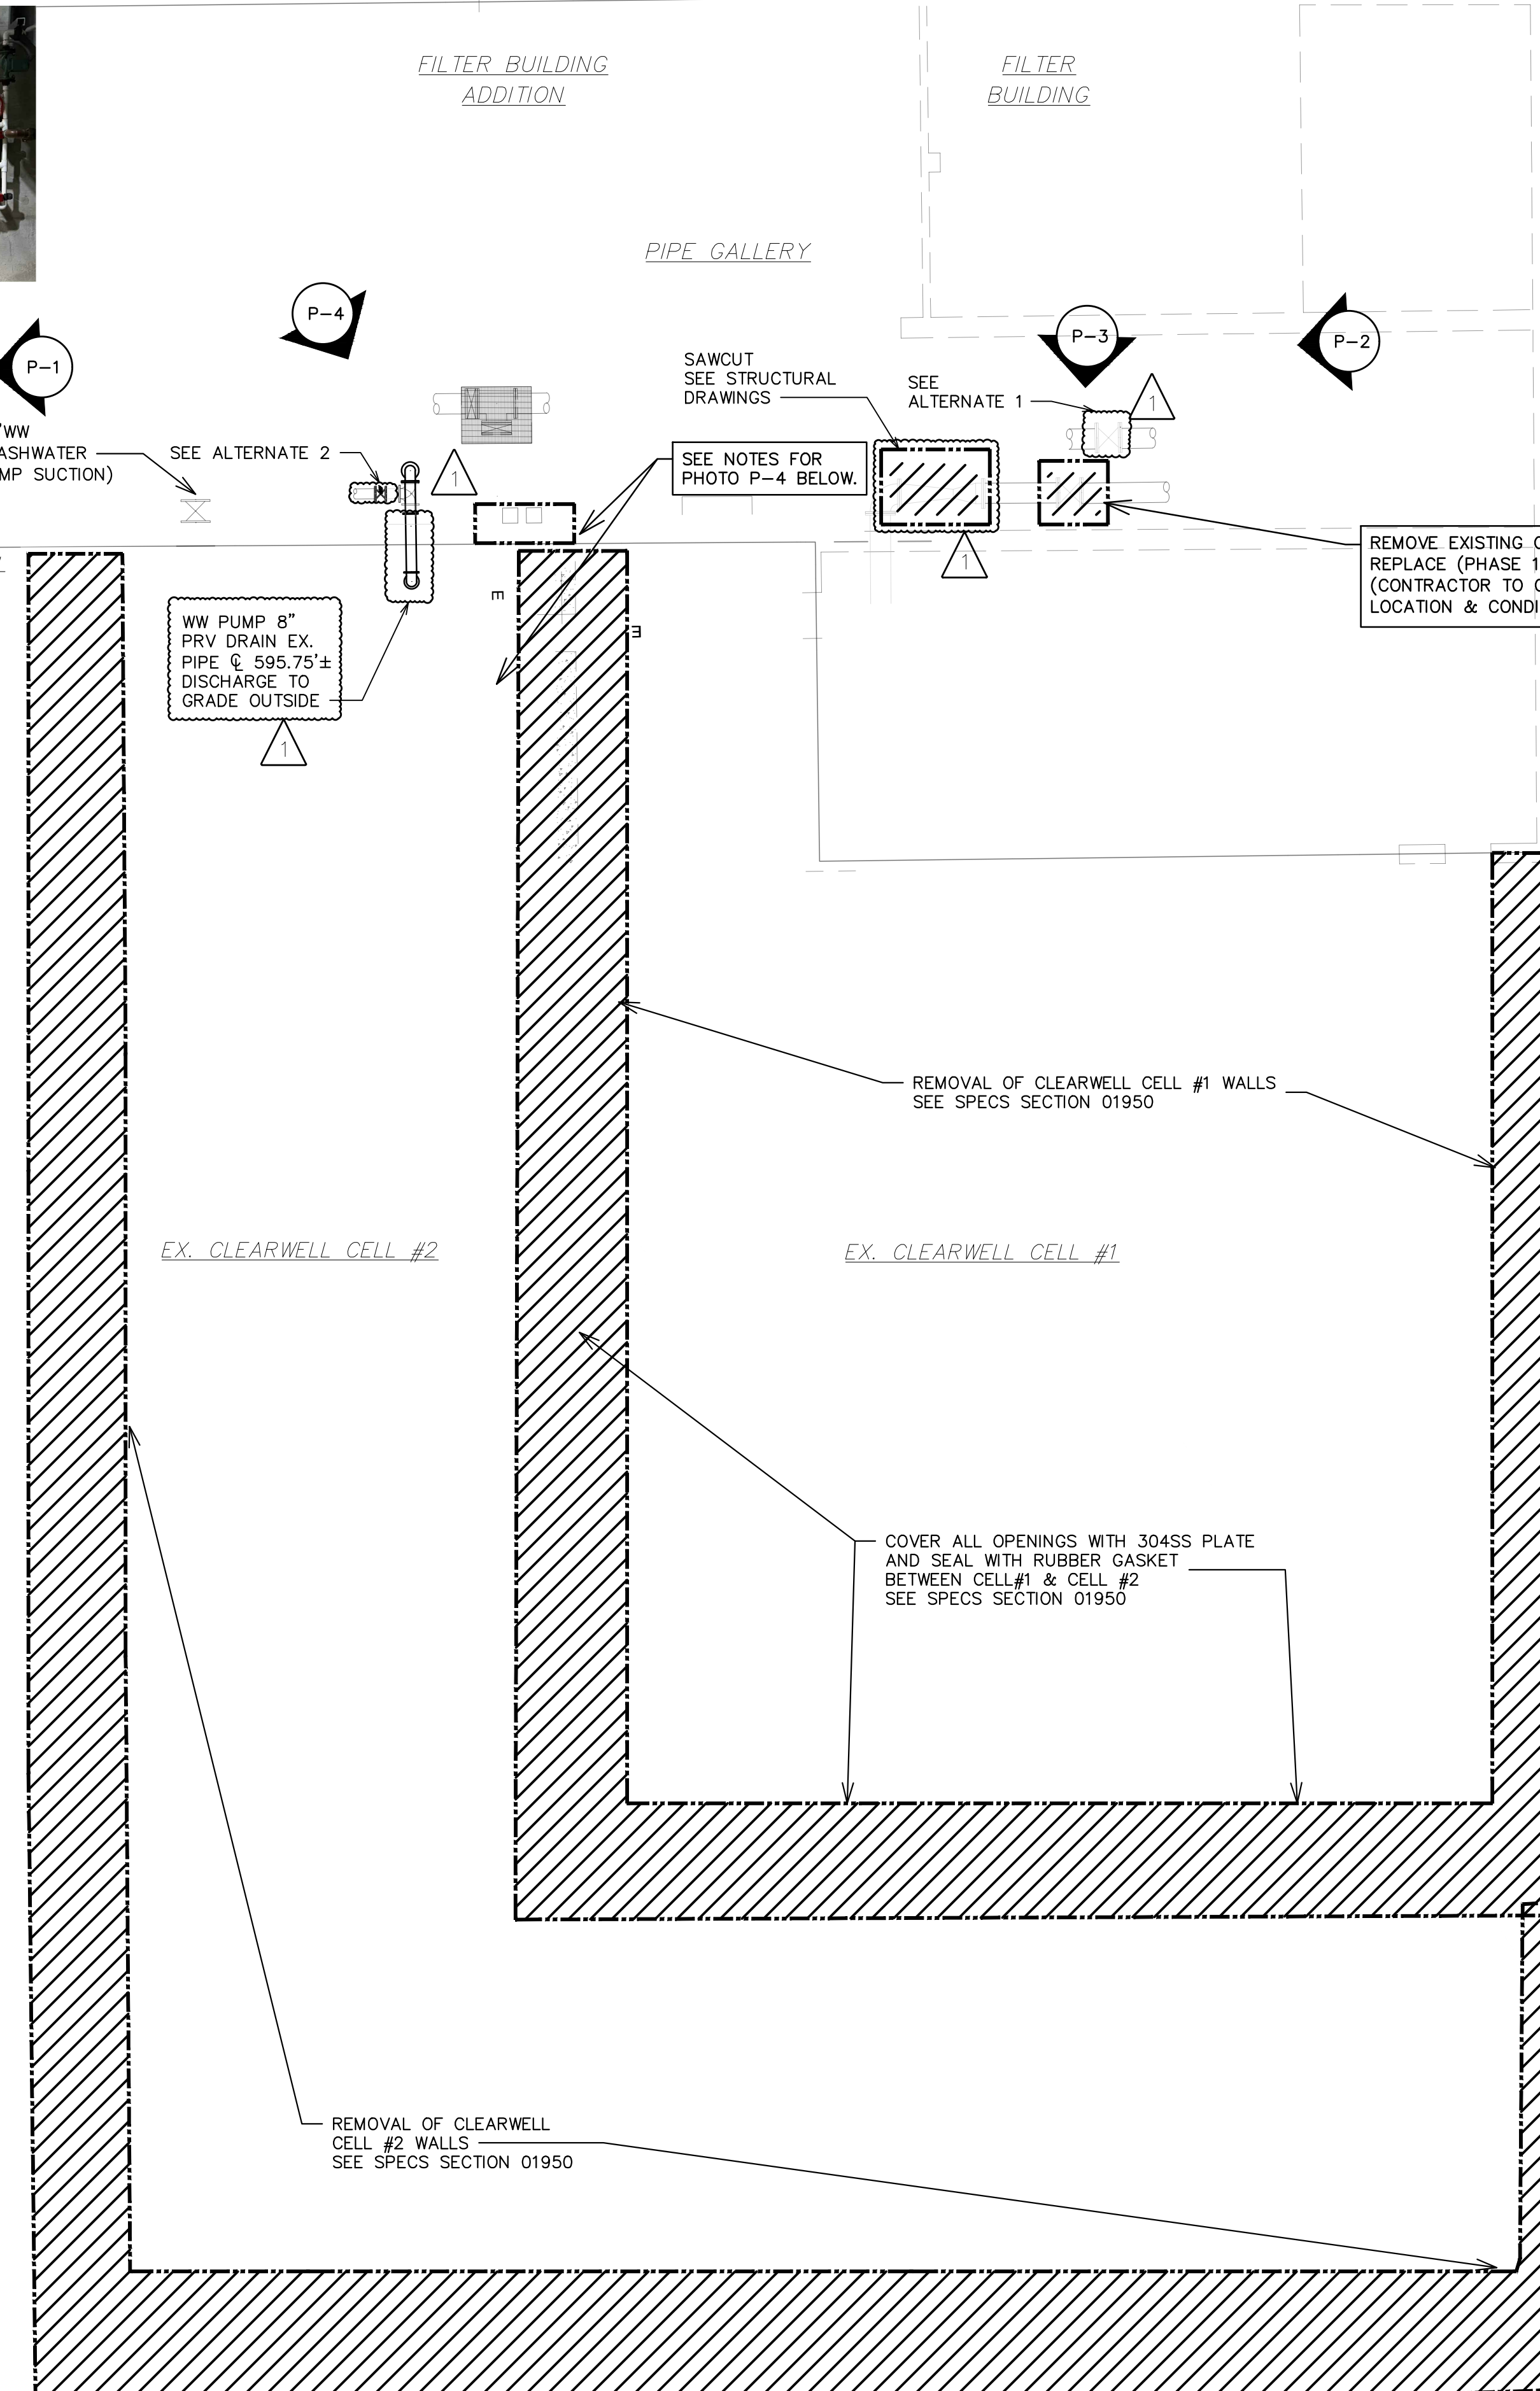 FILTER BUILDING
ADDITION
FILTER
BUILDING
PIPE GALLERY
P-4
P-3
P-2
P-1
SAWCUT
SEE STRUCTURAL
DRAWINGS
SEE
ALTERNATE 1
1
'WW
ASHWATER
MP SUCTION)
SEE ALTERNATE 2
1
SEE NOTES FOR
PHOTO P-4 BELOW.
1
REMOVE EXISTING
REPLACE (PHASE 1
(CONTRACTOR TO
LOCATION & CONDI
E
E
WW PUMP 8"
PRV DRAIN EX.
PIPE ℄ 595.75'±
DISCHARGE TO
GRADE OUTSIDE
1
REMOVAL OF CLEARWELL CELL #1 WALLS
SEE SPECS SECTION 01950
EX. CLEARWELL CELL #2
EX. CLEARWELL CELL #1
COVER ALL OPENINGS WITH 304SS PLATE
AND SEAL WITH RUBBER GASKET
BETWEEN CELL#1 & CELL #2
SEE SPECS SECTION 01950
REMOVAL OF CLEARWELL
CELL #2 WALLS
SEE SPECS SECTION 01950